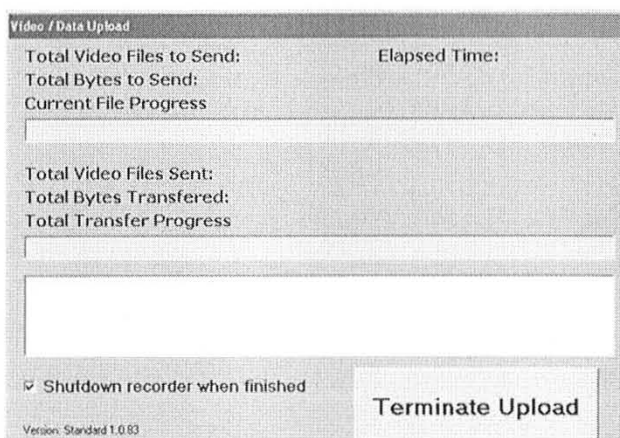 Video / Data Upload
Total Video Files to Send: Elapsed Time:
Total Bytes to Send:
Current File Progress
Total Video Files Sent:
Total Bytes Transfered:
Total Transfer Progress
Shutdown recorder when finished
Terminate Upload
Version: Standard 1.0.83